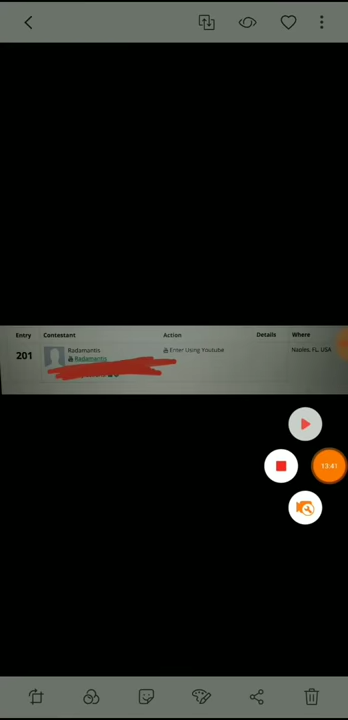 Entry Contestant Action Details Where
201 Radamantis Enter Using Youtube Naples, FL, USA
Radamantis
13:41